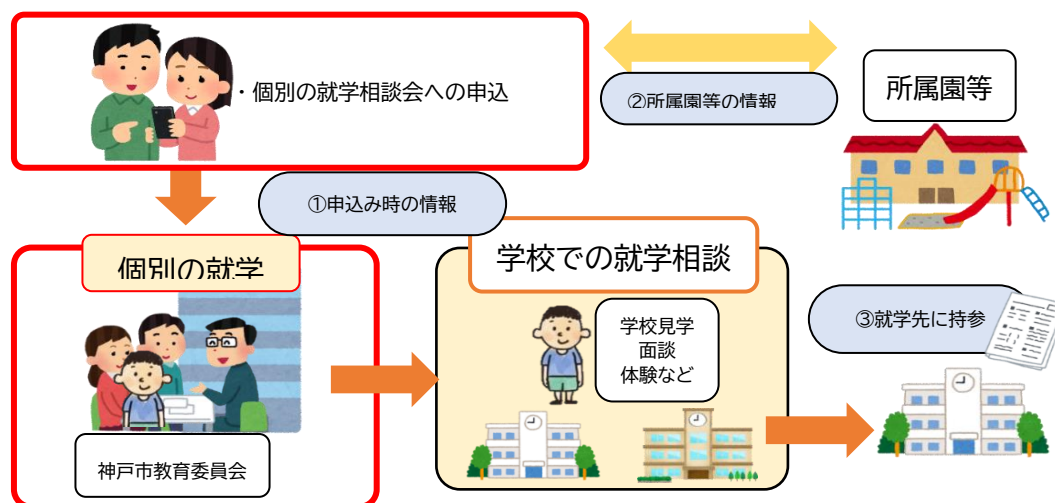 ・個別の就学相談会への申込
②所属園等の情報
所属園等
①申込み時の情報
個別の就学
学校での就学相談
学校見学
面談
体験など
③就学先に持参
神戸市教育委員会